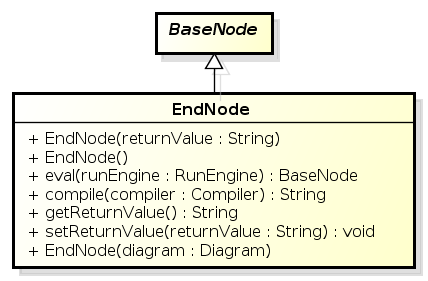 BaseNode
EndNode
+ EndNode(returnValue : String)
+ EndNode()
+ eval(runEngine : RunEngine) : BaseNode
+ compile(compiler : Compiler) : String
+ getReturnValue() : String
+ setReturnValue(returnValue : String) : void
+ EndNode(diagram : Diagram)